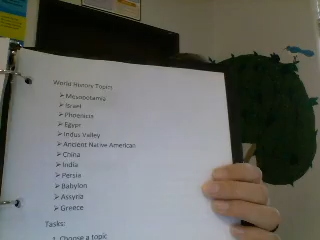 World History Topics
➢ Mesopotamia
➢ Israel
➢ Phoenicia
➢ Egypt
➢ Indus Valley
➢ Ancient Native American
➢ China
➢ India
➢ Persia
➢ Babylon
➢ Assyria
➢ Greece
Tasks:
1. Choose a topic